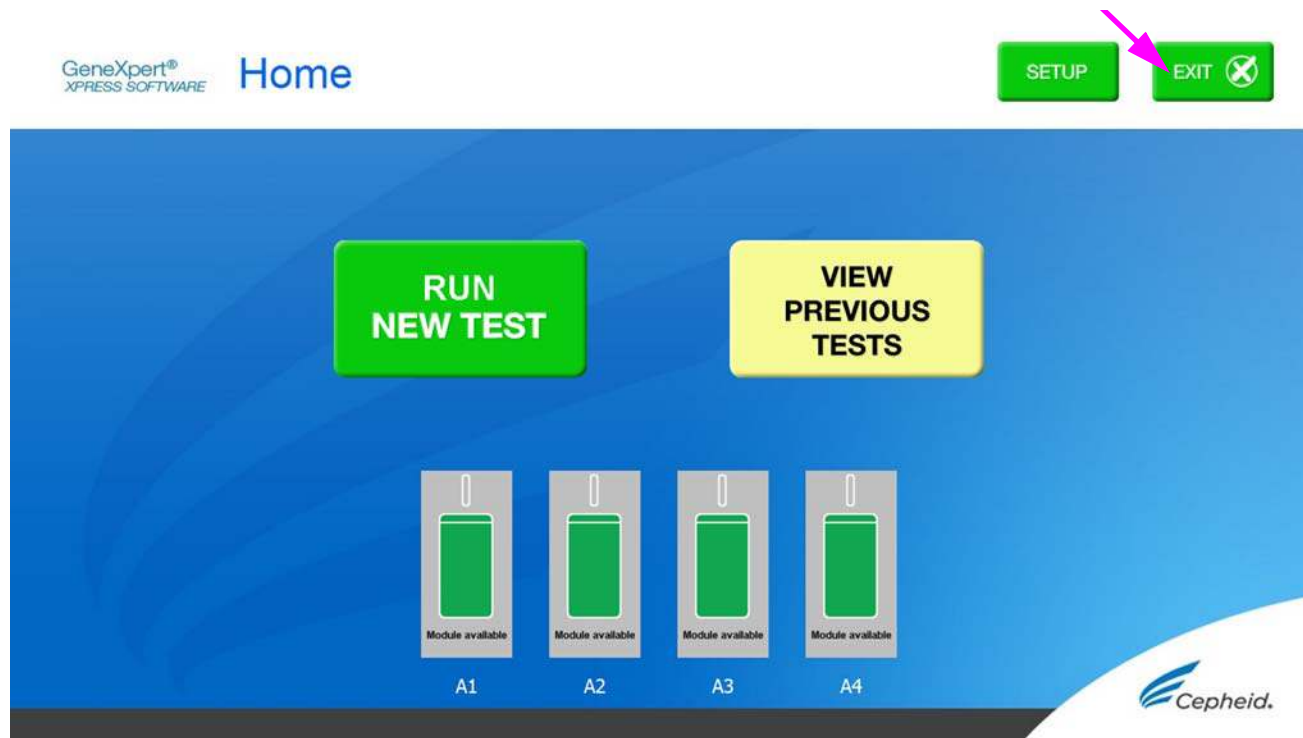 GeneXpert®
XPRESS SOFTWARE
Home
SETUP
EXIT
RUN
NEW TEST
VIEW
PREVIOUS
TESTS
Module available
Module available
Module available
Module available
A1
A2
A3
A4
Cepheid.